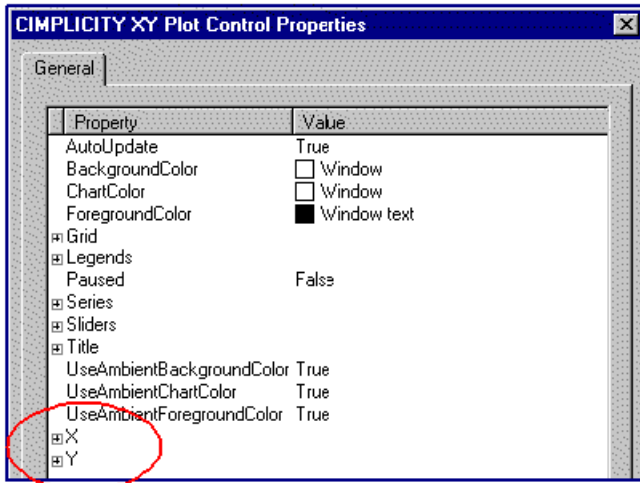 CIMPLICITY XY Plot Control Properties
General
Property Value
AutoUpdate True
BackgroundColor Window
ChartColor Window
ForegroundColor Window text
Grid
Legends
Paused False
Series
Sliders
Title
UseAmbientBackgroundColor True
UseAmbientChartColor True
UseAmbientForegroundColor True
X
Y